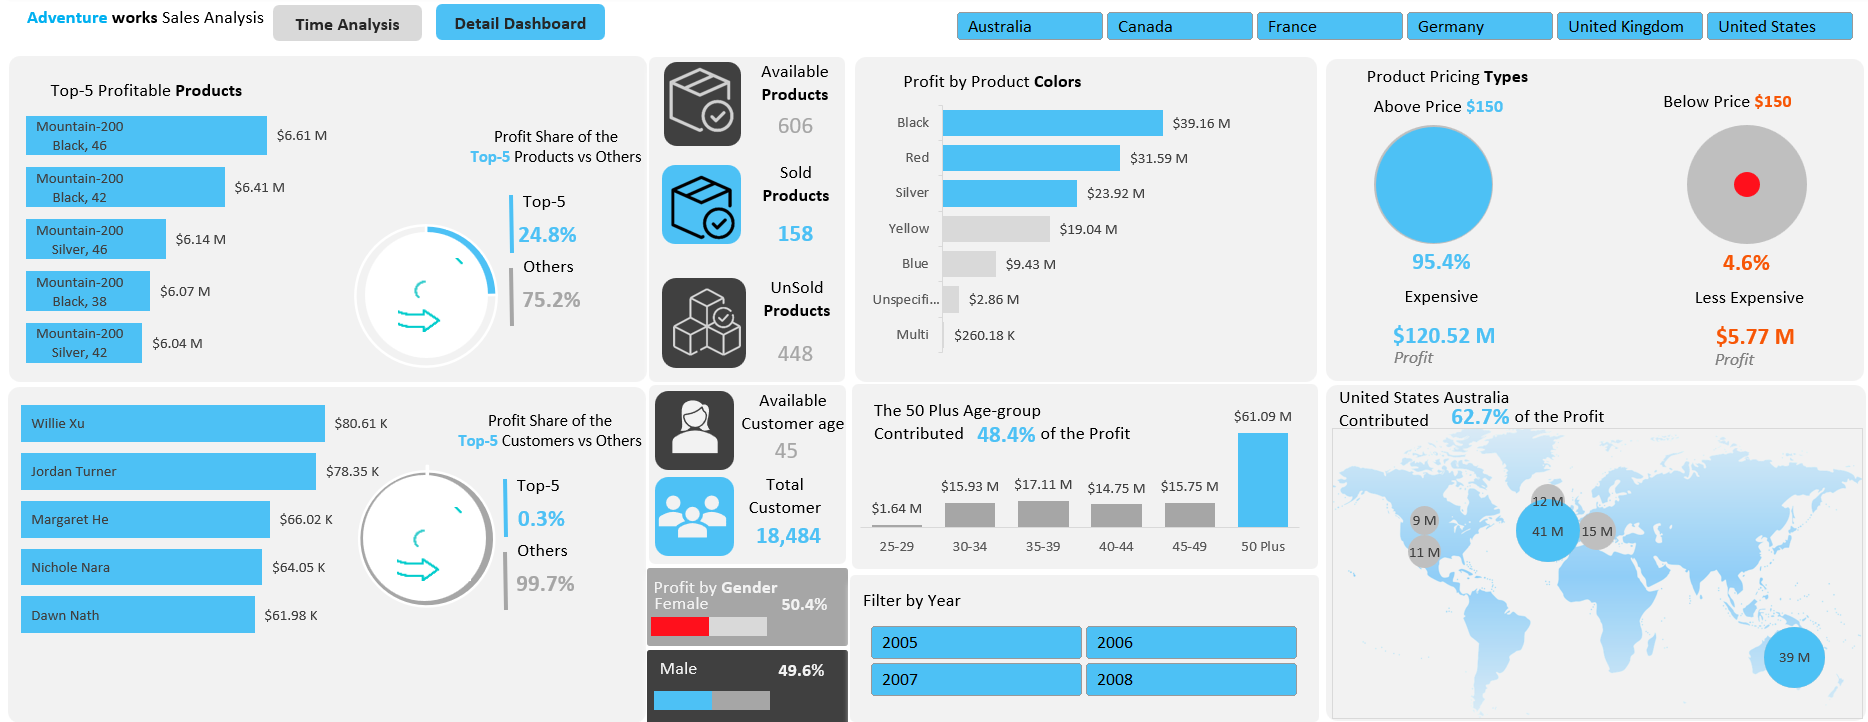 Adventure works Sales Analysis
Time Analysis
Detail Dashboard
Australia
Canada
France
Germany
United Kingdom
United States
Top-5 Profitable Products
Mountain-200
Black, 46
$6.61 M
Mountain-200
Black, 42
$6.41 M
Mountain-200
Silver, 46
$6.14 M
Mountain-200
Black, 38
$6.07 M
Mountain-200
Silver, 42
$6.04 M
Profit Share of the
Top-5 Products vs Others
Top-5
24.8%
Others
75.2%
Available
Products
606
Sold
Products
158
UnSold
Products
448
Profit by Product Colors
Black
$39.16 M
Red
$31.59 M
Silver
$23.92 M
Yellow
$19.04 M
Blue
$9.43 M
Unspecifi...
$2.86 M
Multi
$260.18 K
Product Pricing Types
Above Price $150
95.4%
Expensive
$120.52 M
Profit
Below Price $150
4.6%
Less Expensive
$5.77 M
Profit
Willie Xu
$80.61 K
Jordan Turner
$78.35 K
Margaret He
$66.02 K
Nichole Nara
$64.05 K
Dawn Nath
$61.98 K
Profit Share of the
Top-5 Customers vs Others
Top-5
0.3%
Others
99.7%
Available
Customer age
45
Total
Customer
18,484
Profit by Gender
Female
50.4%
Male
49.6%
The 50 Plus Age-group
Contributed 48.4% of the Profit
$1.64 M
$15.93 M
$17.11 M
$14.75 M
$15.75 M
$61.09 M
25-29
30-34
35-39
40-44
45-49
50 Plus
Filter by Year
2005
2006
2007
2008
United States Australia
Contributed 62.7% of the Profit
12 M
9 M
41 M
15 M
11 M
39 M